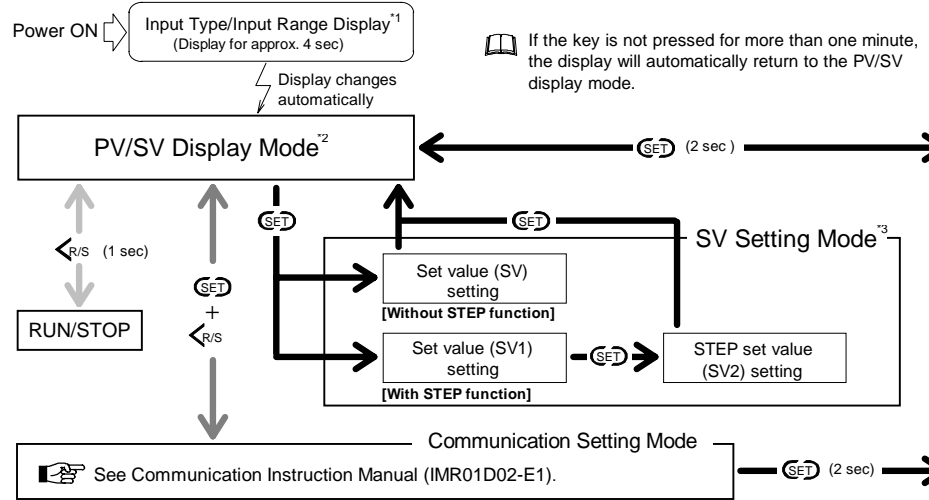 Power ON
Input Type/Input Range Display*1
(Display for approx. 4 sec)
If the key is not pressed for more than one minute,
the display will automatically return to the PV/SV
display mode.
Display changes
automatically
PV/SV Display Mode*2
SET (2 sec )
SET
SET
SV Setting Mode*3
R/S (1 sec)
Set value (SV)
setting
[Without STEP function]
SET
+
R/S
RUN/STOP
Set value (SV1)
setting
SET
STEP set value
(SV2) setting
[With STEP function]
Communication Setting Mode
See Communication Instruction Manual (IMR01D02-E1).
SET (2 sec)